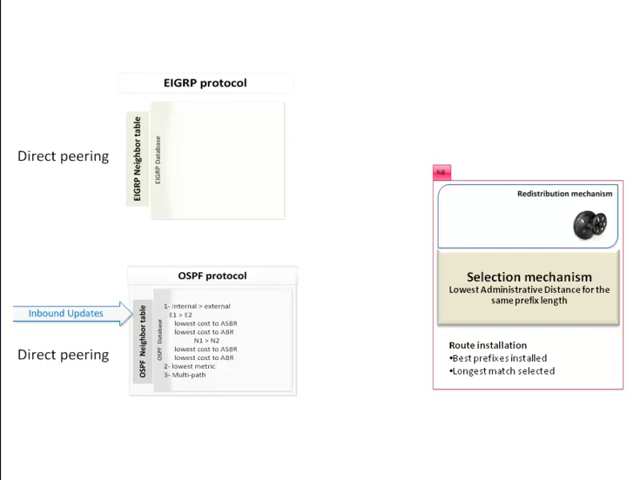 EIGRP protocol
Direct peering
EIGRP Neighbor table
EIGRP Database
RIB
Redistribution mechanism
Selection mechanism
Lowest Administrative Distance for the
same prefix length
Route installation
•Best prefixes installed
•Longest match selected
OSPF protocol
Inbound Updates
Direct peering
OSPF Neighbor table
OSPF Database
1- Internal > external
E1 > E2
lowest cost to ASBR
lowest cost to ABR
N1 > N2
lowest cost to ASBR
lowest cost to ABR
2- lowest metric
3- Multi-path